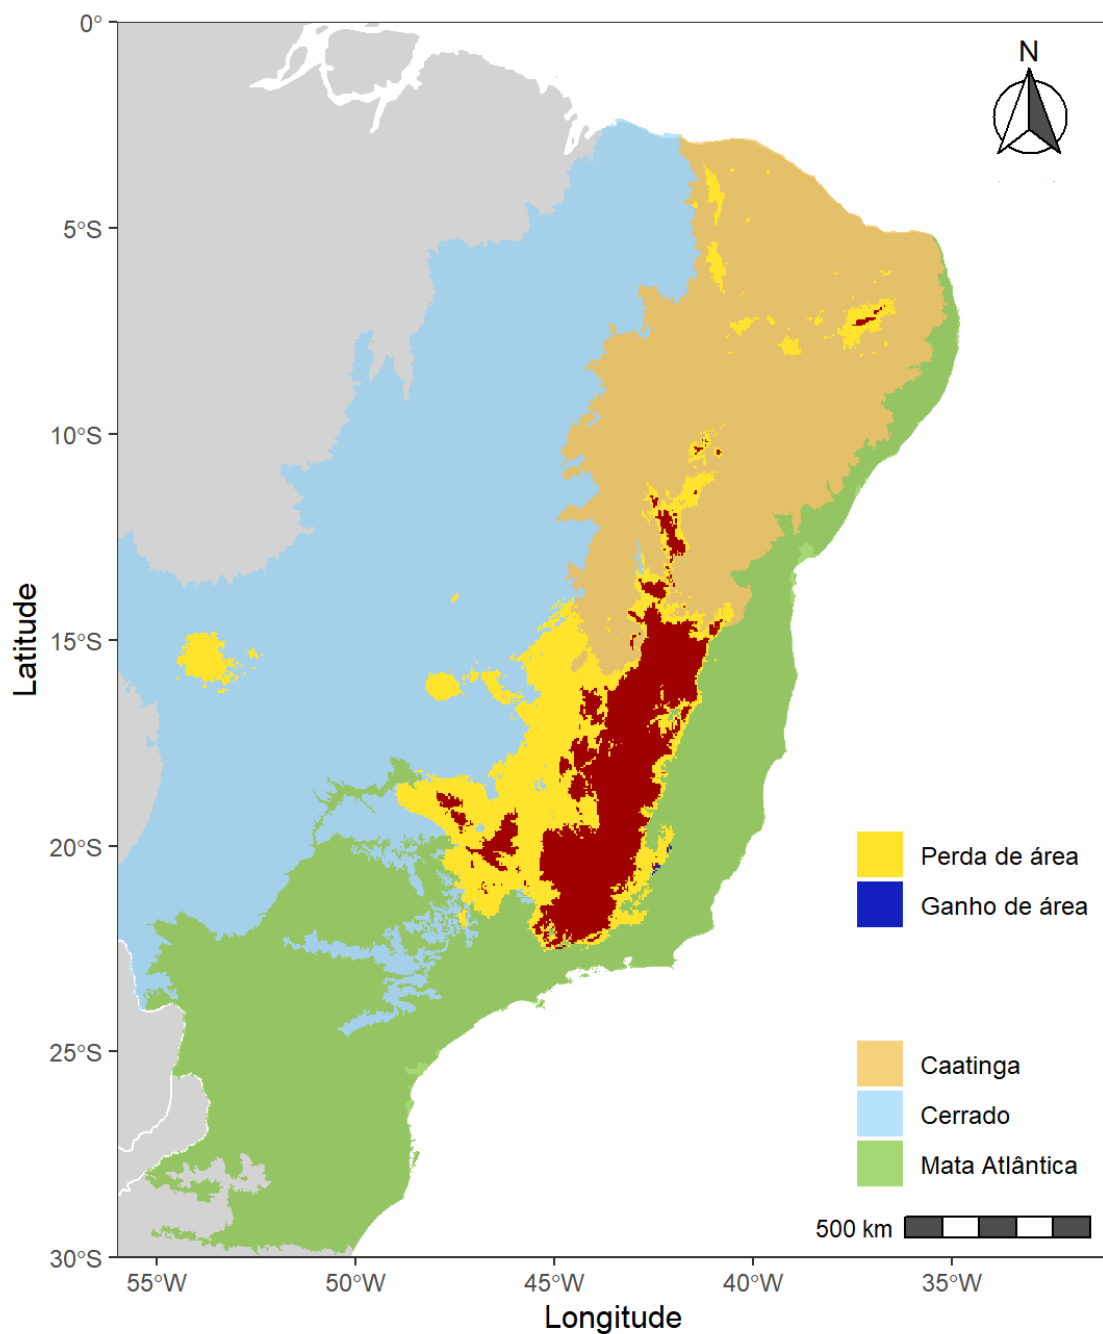 0°
5°S
10°S
15°S
20°S
25°S
30°S
Latitude
N
Perda de área
Ganho de área
Caatinga
Cerrado
Mata Atlântica
500 km
55°W
50°W
45°W
40°W
35°W
Longitude